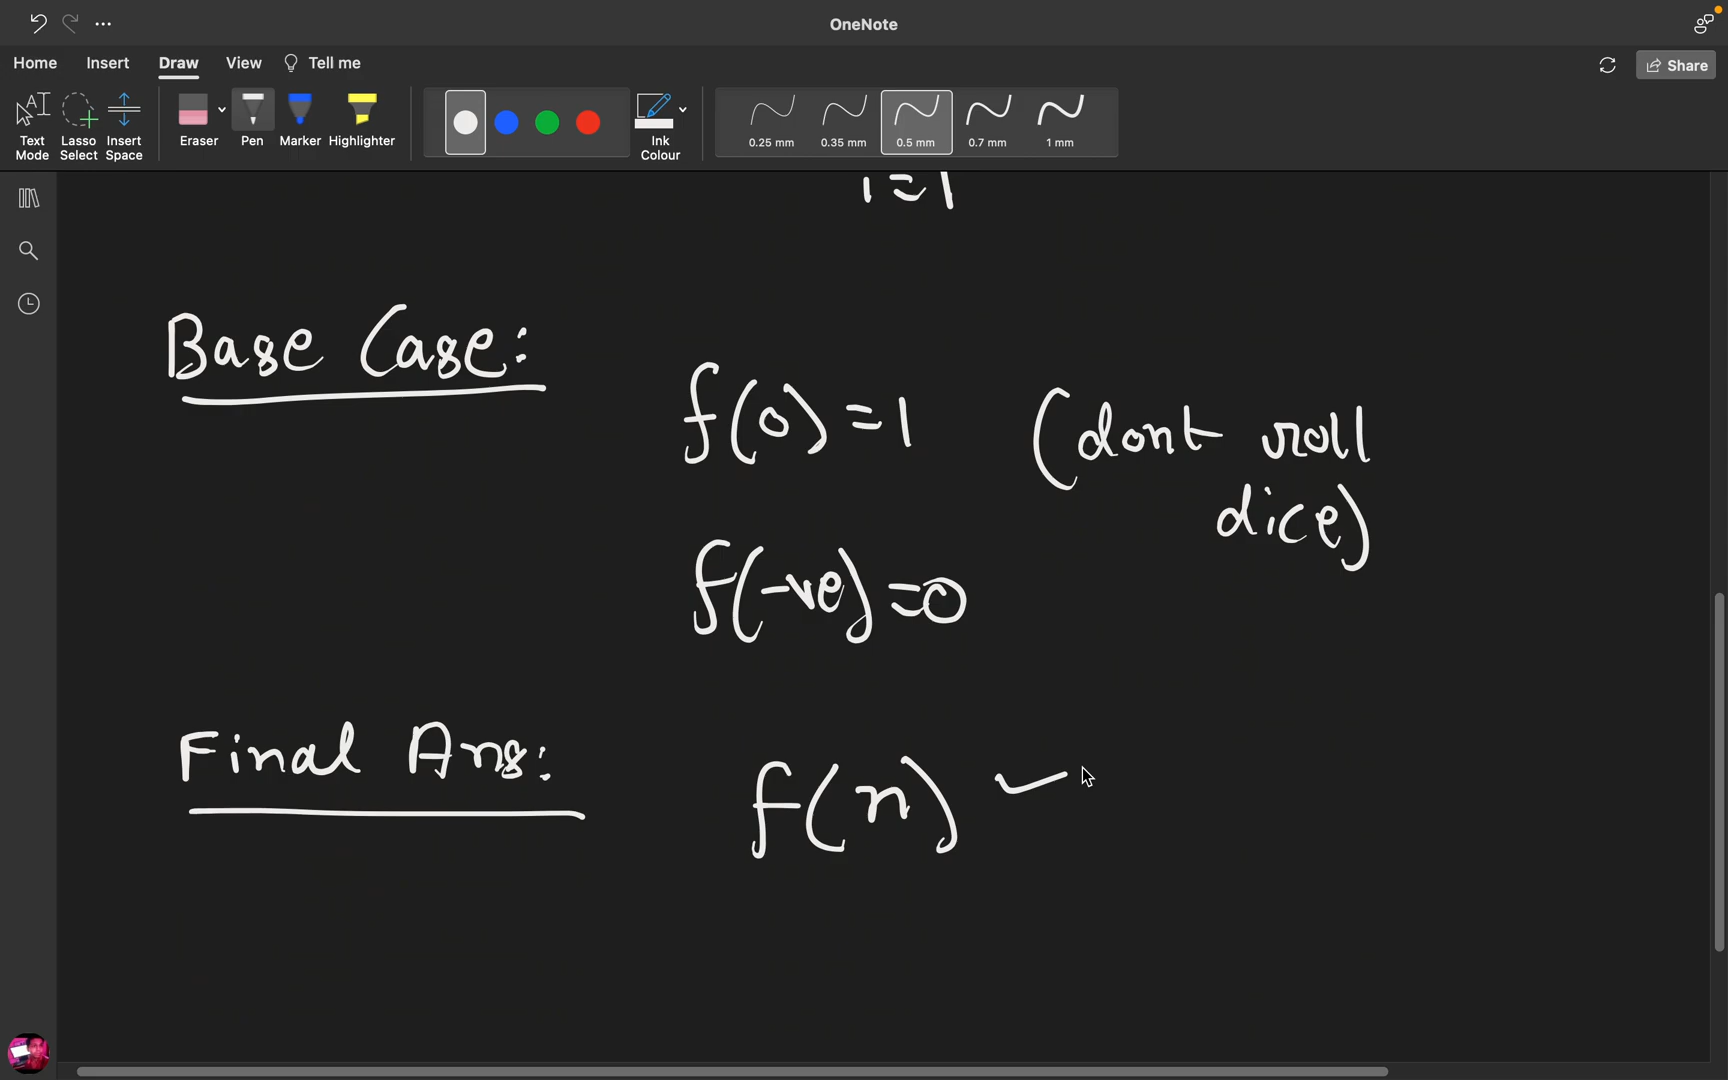 OneNote
Home Insert Draw View Tell me
Share
Text Mode
Lasso Select
Insert Space
Eraser
Pen
Marker
Highlighter
Ink Colour
0.25 mm
0.35 mm
0.5 mm
0.7 mm
1 mm
i=1
Base Case:
f(0)=1 (dont roll
dice)
f(-ve)=0
Final Ans:
f(n)